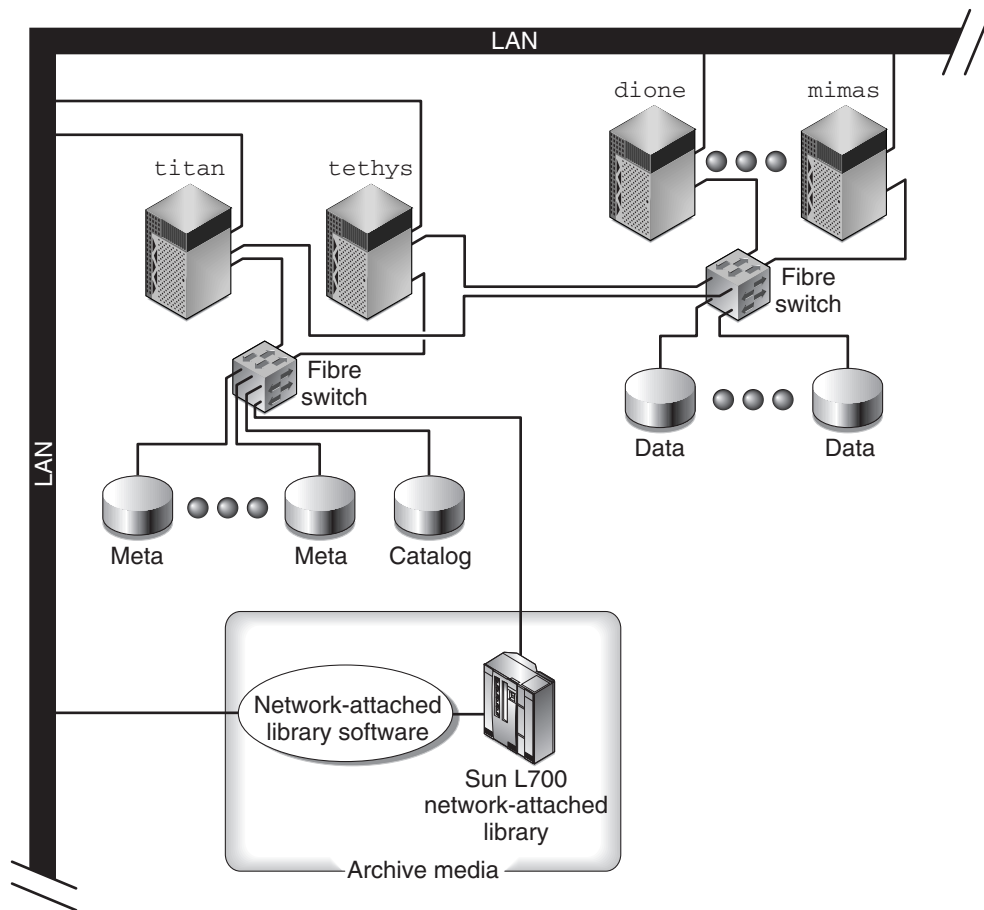 LAN
dione
mimas
titan
tethys
Fibre
switch
Fibre
switch
Data
Data
LAN
Meta
Meta
Catalog
Network-attached
library software
Sun L700
network-attached
library
Archive media